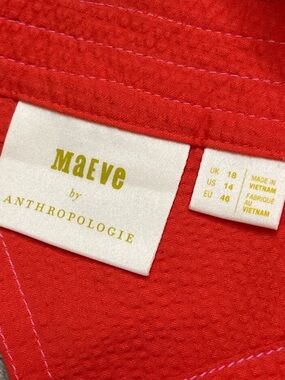 Maeve
by
ANTHROPOLOGIE
UK 18
US 14
EU 46
MADE IN
VIETNAM
FABRIQUÉ
AU
VIETNAM